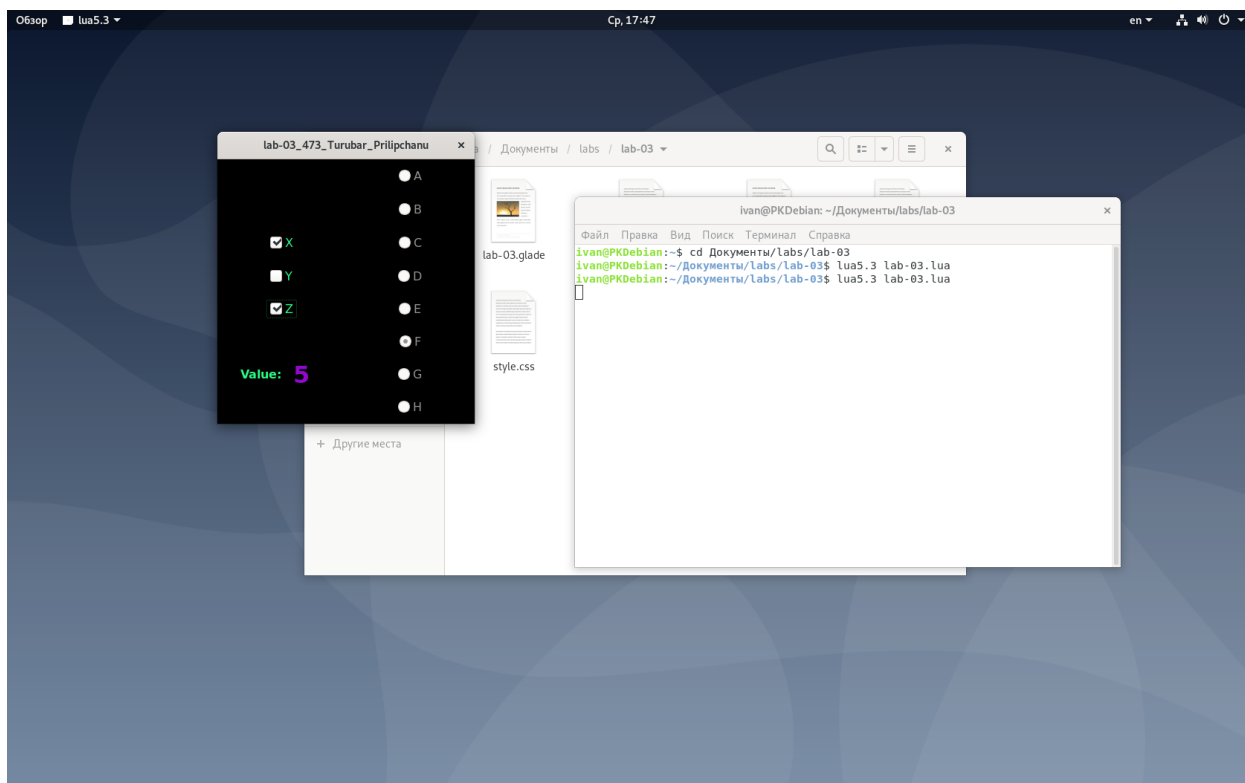 Обзор lua5.3
Ср, 17:47
en
lab-03_473_Turubar_Prilipchanu
A
B
X
C
Y
D
Z
E
F
Value: 5
G
H
/ Документы / labs / lab-03
lab-03.glade
style.css
+ Другие места
ivan@PKDebian: ~/Документы/labs/lab-03
Файл Правка Вид Поиск Терминал Справка
ivan@PKDebian:~$ cd Документы/labs/lab-03
ivan@PKDebian:~/Документы/labs/lab-03$ lua5.3 lab-03.lua
ivan@PKDebian:~/Документы/labs/lab-03$ lua5.3 lab-03.lua